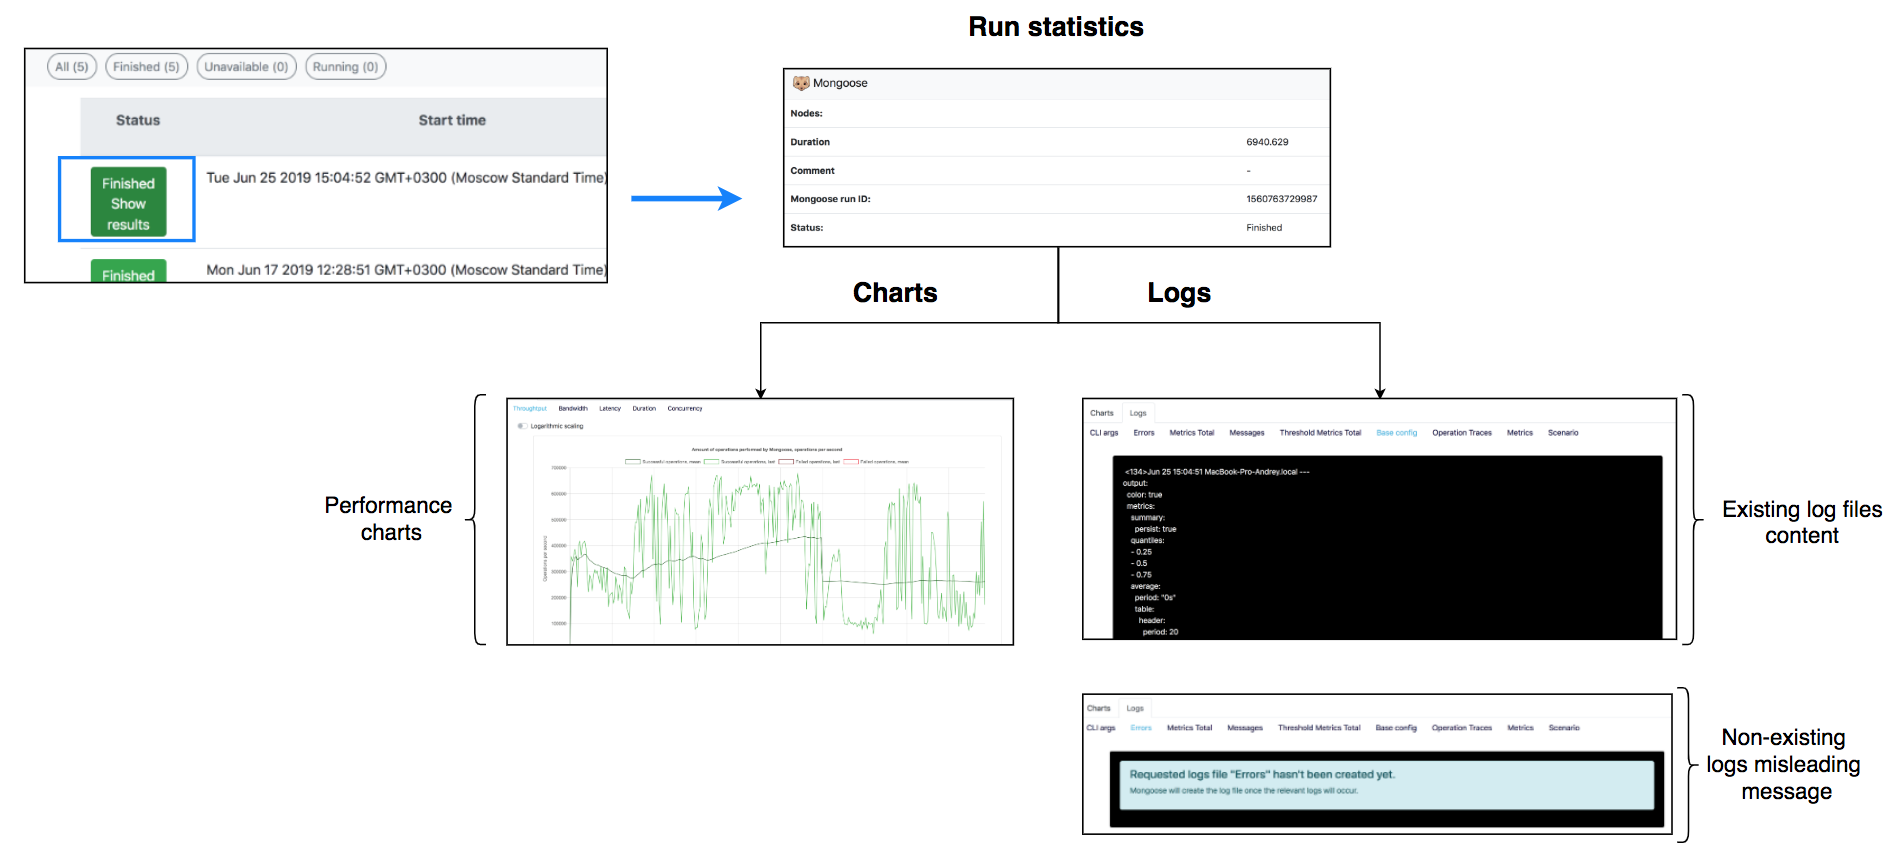 Run statistics
All (5) Finished (5) Unavailable (0) Running (0)
Status Start time
Finished
Show
results
Tue Jun 25 2019 15:04:52 GMT+0300 (Moscow Standard Time)
Finished
Mon Jun 17 2019 12:28:51 GMT+0300 (Moscow Standard Time)
Mongoose
Nodes:
Duration 6940.629
Comment -
Mongoose run ID: 1560763729987
Status: Finished
Charts
Logs
Performance
charts
Throughtput Bandwidth Latency Duration Concurrency
Logarithmic scaling
Amount of operations performed by Mongoose, operations per second
Successful operations, mean Successful operations, last Failed operations, last Failed operations, mean
Operations per second
700000
600000
500000
400000
300000
200000
100000
Charts Logs
CLI args Errors Metrics Total Messages Threshold Metrics Total Base config Operation Traces Metrics Scenario
<134>Jun 25 15:04:51 MacBook-Pro-Andrey.local ---
output:
color: true
metrics:
summary:
persist: true
quantiles:
- 0.25
- 0.5
- 0.75
average:
period: "0s"
table:
header:
period: 20
Existing log files
content
Charts Logs
CLI args Errors Metrics Total Messages Threshold Metrics Total Base config Operation Traces Metrics Scenario
Requested logs file "Errors" hasn't been created yet.
Mongoose will create the log file once the relevant logs will occur.
Non-existing
logs misleading
message